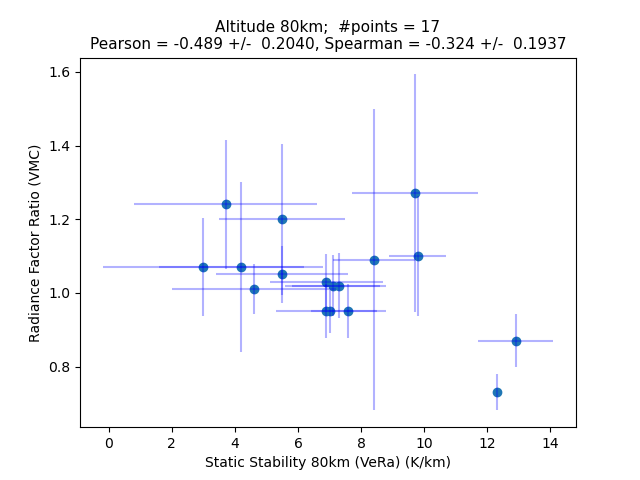 Altitude 80km;  #points = 17
Pearson = -0.489 +/-  0.2040, Spearman = -0.324 +/-  0.1937
1.6
1.4
1.2
1.0
0.8
Radiance Factor Ratio (VMC)
0 2 4 6 8 10 12 14
Static Stability 80km (VeRa) (K/km)